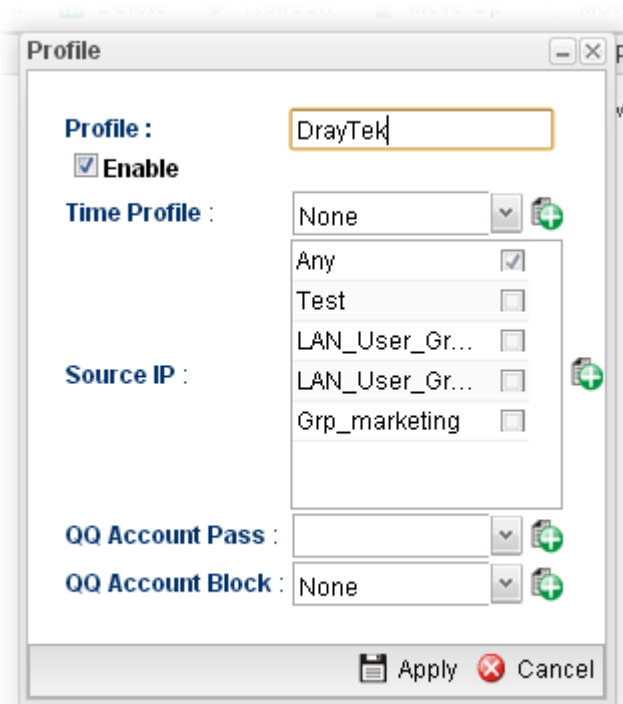 Profile
Profile :
DrayTek
Enable
Time Profile :
None
Any
Test
LAN_User_Gr...
LAN_User_Gr...
Grp_marketing
Source IP :
QQ Account Pass :
QQ Account Block :
None
Apply
Cancel